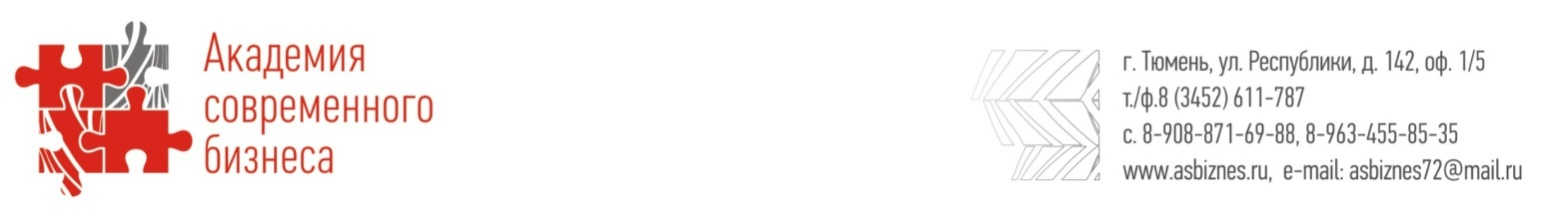 Академия
современного
бизнеса
г. Тюмень, ул. Республики, д. 142, оф. 1/5
т./ф.8 (3452) 611-787
с. 8-908-871-69-88, 8-963-455-85-35
www.asbiznes.ru, e-mail: asbiznes72@mail.ru